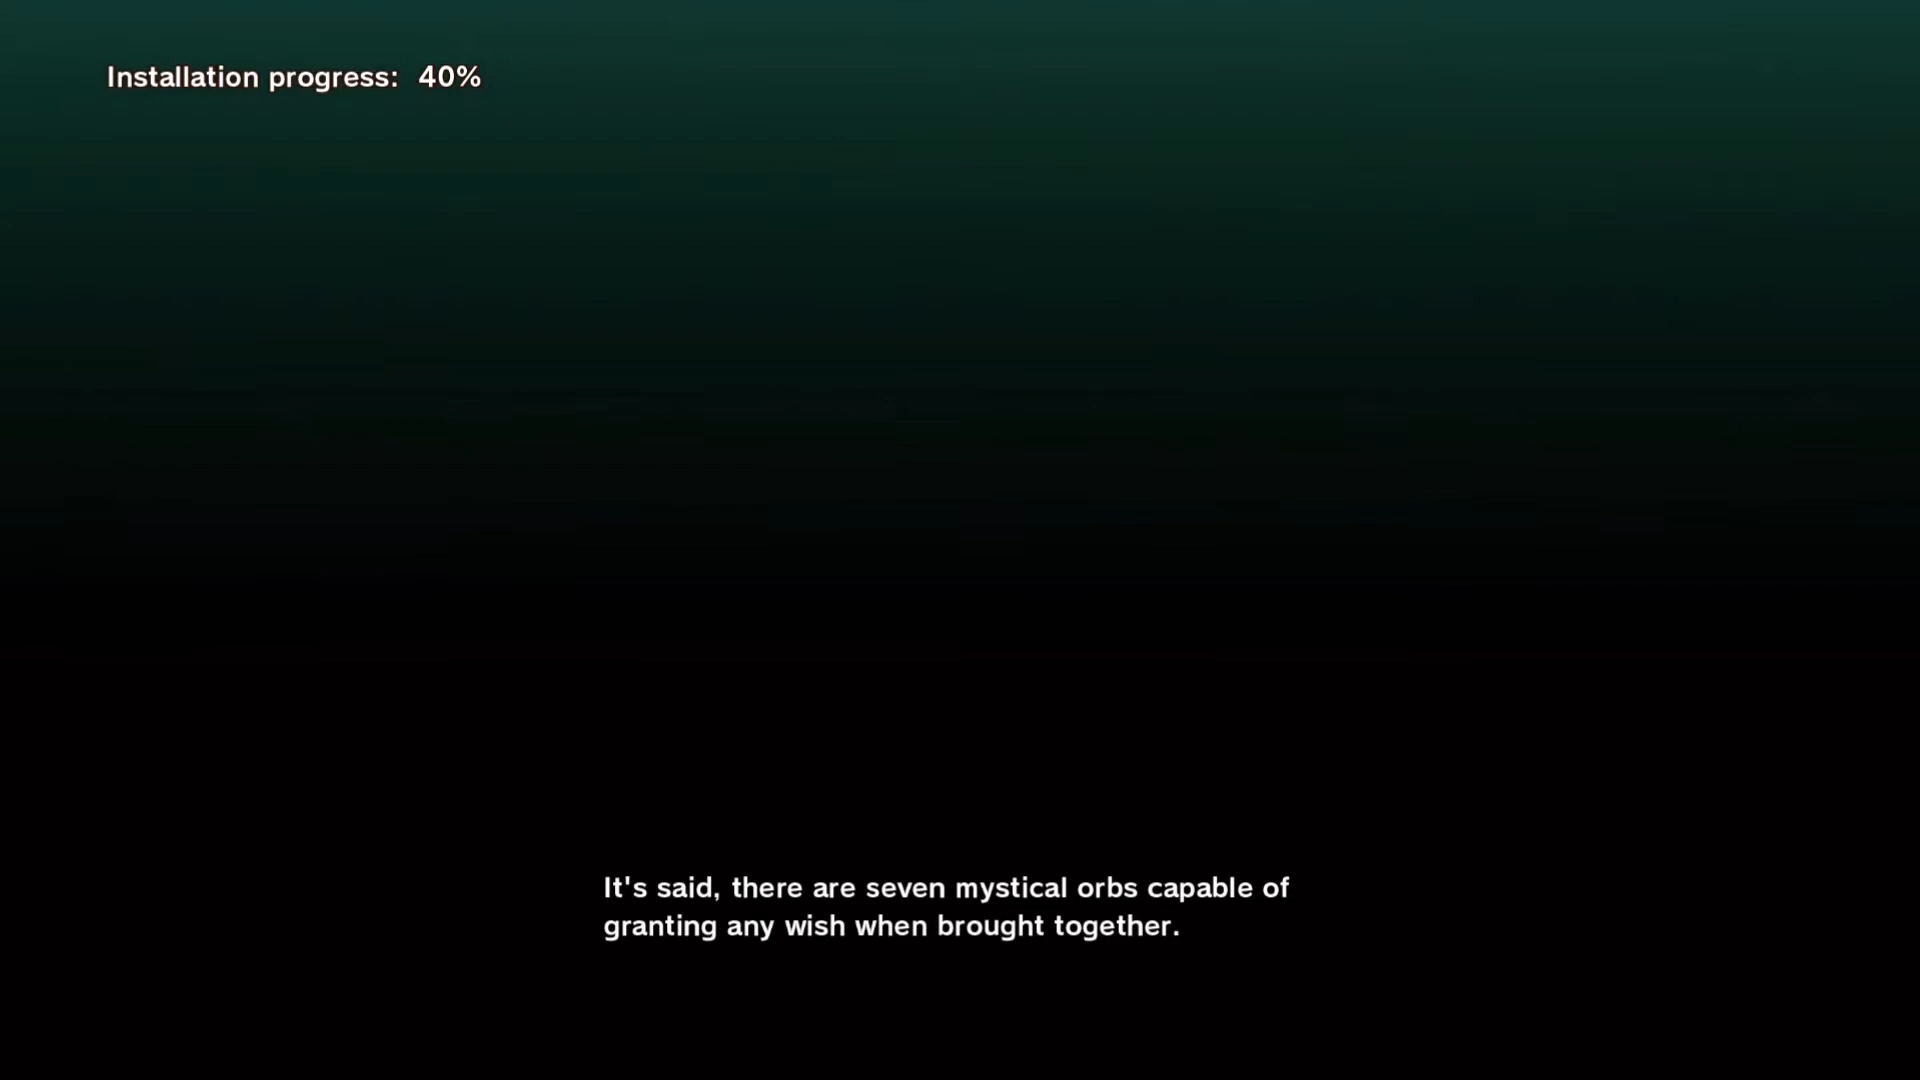 Installation progress: 40%
It's said, there are seven mystical orbs capable of
granting any wish when brought together.